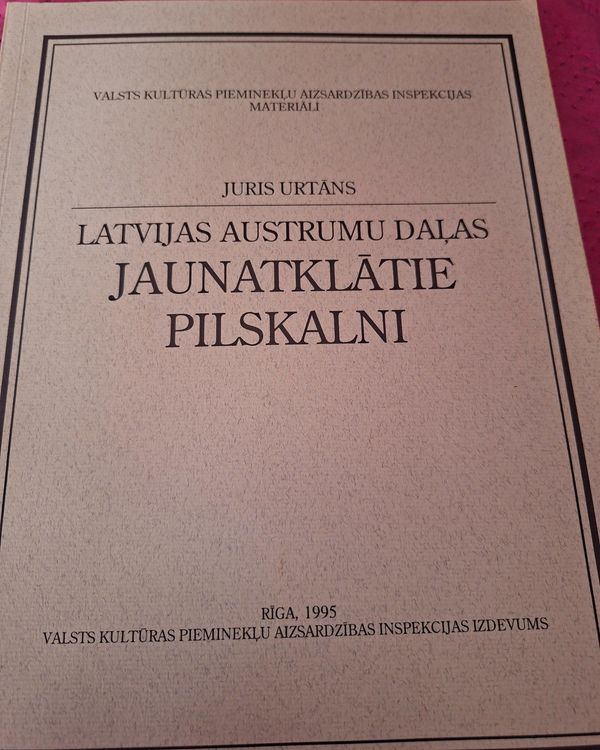 VALSTS KULTŪRAS PIEMINEKĻU AIZSARDZĪBAS INSPEKCIJAS
MATERIĀLI
JURIS URTĀNS
LATVIJAS AUSTRUMU DAĻAS
JAUNATKLĀTIE
PILSKALNI
RĪGA, 1995
VALSTS KULTŪRAS PIEMINEKĻU AIZSARDZĪBAS INSPEKCIJAS IZDEVUMS